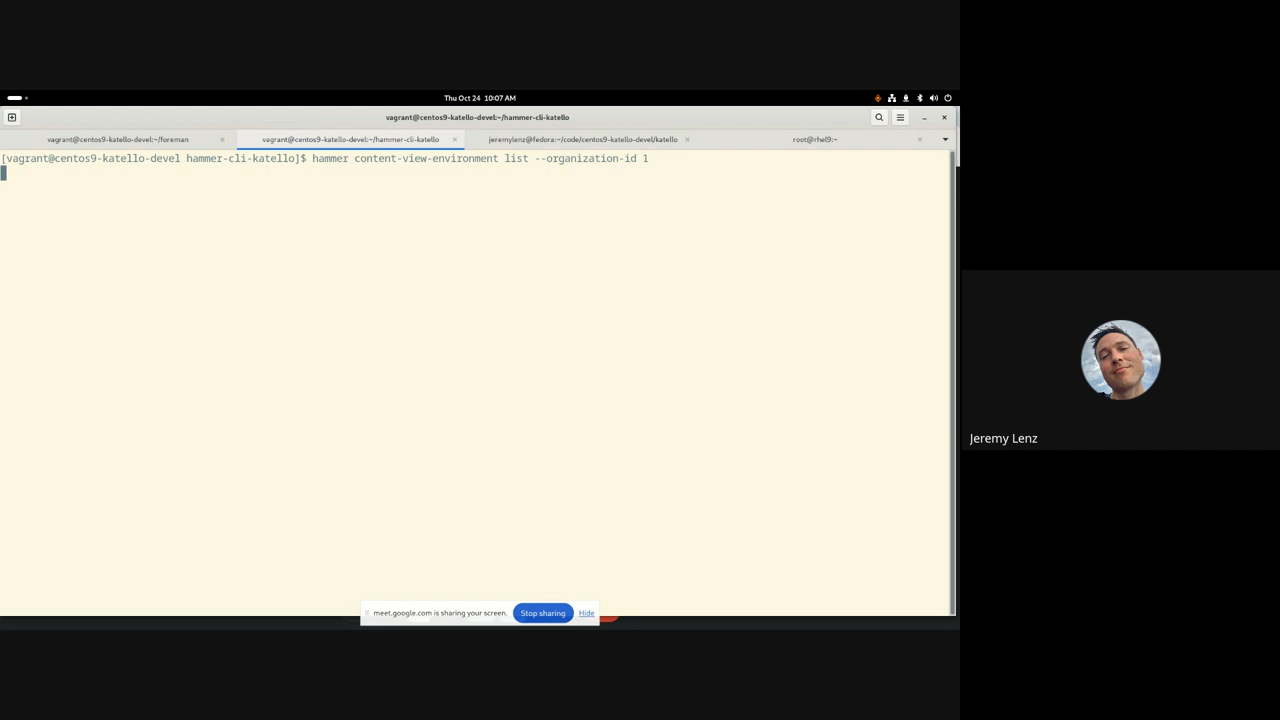 Thu Oct 24 10:07 AM
vagrant@centos9-katello-devel:~/hammer-cli-katello
vagrant@centos9-katello-devel:~/foreman
vagrant@centos9-katello-devel:~/hammer-cli-katello
jeremylenz@fedora:~/code/centos9-katello-devel/katello
root@rhel9:~
[vagrant@centos9-katello-devel hammer-cli-katello]$ hammer content-view-environment list --organization-id 1
Jeremy Lenz
meet.google.com is sharing your screen.
Stop sharing
Hide